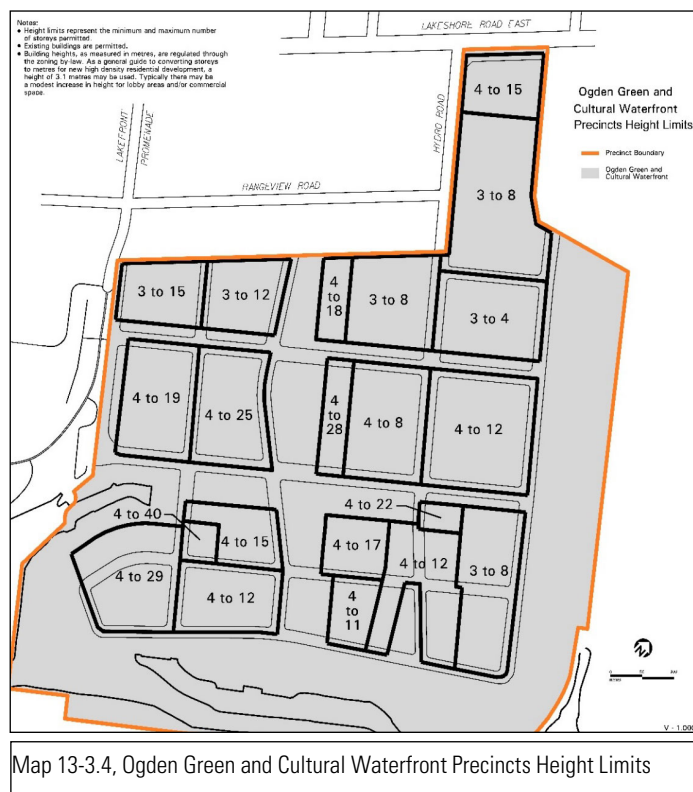 Notes:
• Height limits represent the minimum and maximum number
of storeys permitted.
• Existing buildings are permitted.
• Building heights, as measured in metres, are regulated through
the zoning by-law. As a general guide to converting storeys
to metres for new high density residential development, a
height of 3.1 metres may be used. Typically there may be
a modest increase in height for lobby areas and/or commercial
space.
LAKESHORE ROAD EAST
LAKEFRONT
PROMENADE
HYDRO ROAD
RANGEVIEW ROAD
Ogden Green and
Cultural Waterfront
Precincts Height Limits
Precinct Boundary
Ogden Green and
Cultural Waterfront
4 to 15
3 to 8
3 to 15
3 to 12
4
to
18
3 to 8
3 to 4
4 to 19
4 to 25
4
to
28
4 to 8
4 to 12
4 to 40
4 to 15
4 to 29
4 to 12
4 to 22
4 to 17
4 to 12
3 to 8
4
to
11
Map 13-3.4, Ogden Green and Cultural Waterfront Precincts Height Limits